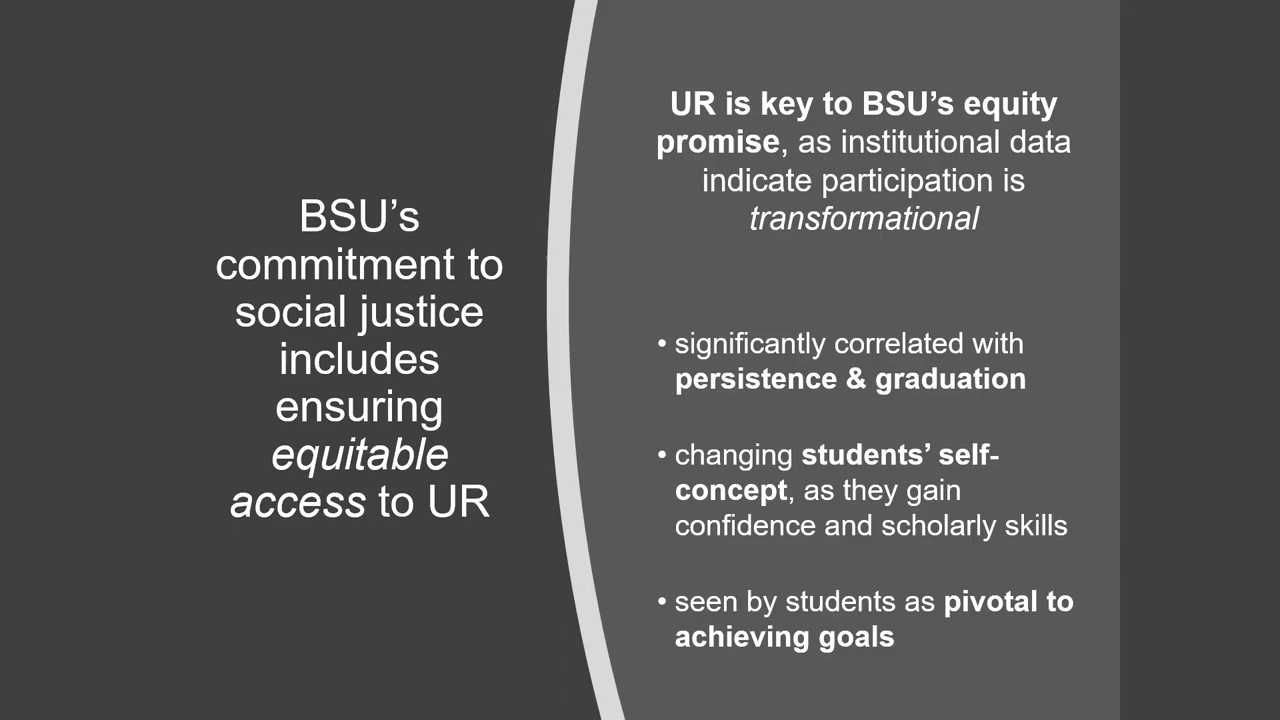 BSU’s
commitment to
social justice
includes
ensuring
equitable
access to UR
UR is key to BSU’s equity
promise, as institutional data
indicate participation is
transformational
• significantly correlated with
persistence & graduation
• changing students’ self-
concept, as they gain
confidence and scholarly skills
• seen by students as pivotal to
achieving goals